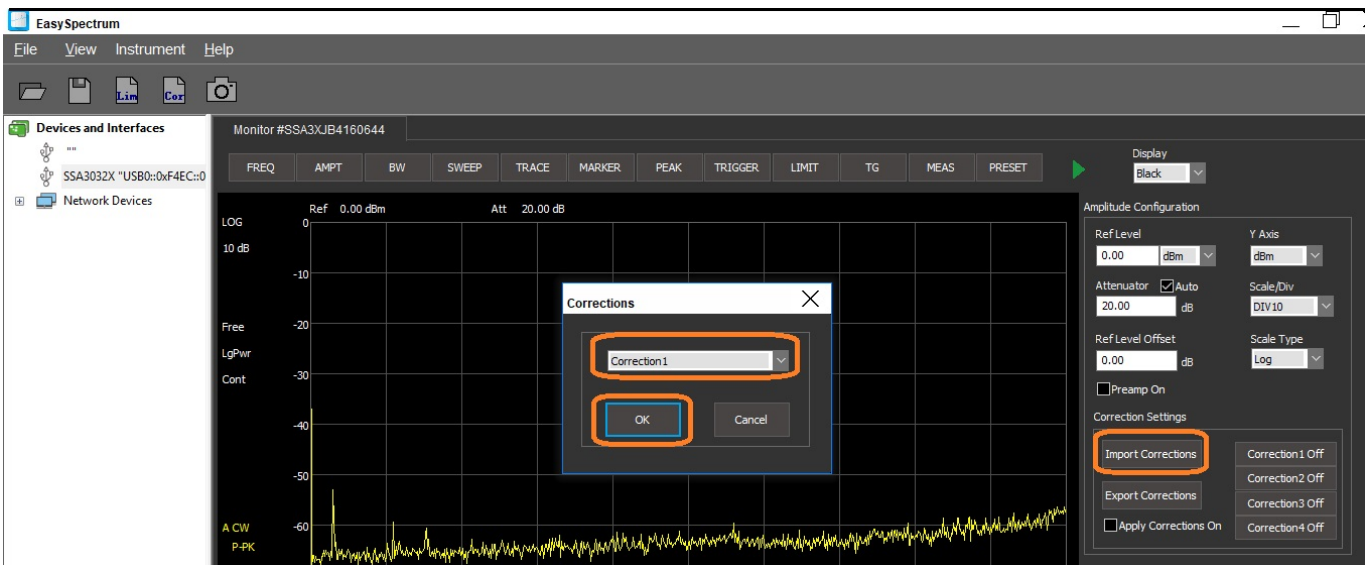 EasySpectrum
File View Instrument Help
Lim Cor
Devices and Interfaces
""
SSA3032X "USB0::0xF4EC::0
Network Devices
Monitor #SSA3XJB4160644
FREQ AMPT BW SWEEP TRACE MARKER PEAK TRIGGER LIMIT TG MEAS PRESET
Display
Black
Ref 0.00 dBm Att 20.00 dB
LOG
10 dB
Free
LgPwr
Cont
A CW
P-PK
0
-10
-20
-30
-40
-50
-60
Corrections
Correction1
OK Cancel
Amplitude Configuration
Ref Level Y Axis
0.00 dBm dBm
Attenuator Auto Scale/Div
20.00 dB DIV10
Ref Level Offset Scale Type
0.00 dB Log
Preamp On
Correction Settings
Import Corrections Correction1 Off
Correction2 Off
Export Corrections Correction3 Off
Apply Corrections On Correction4 Off